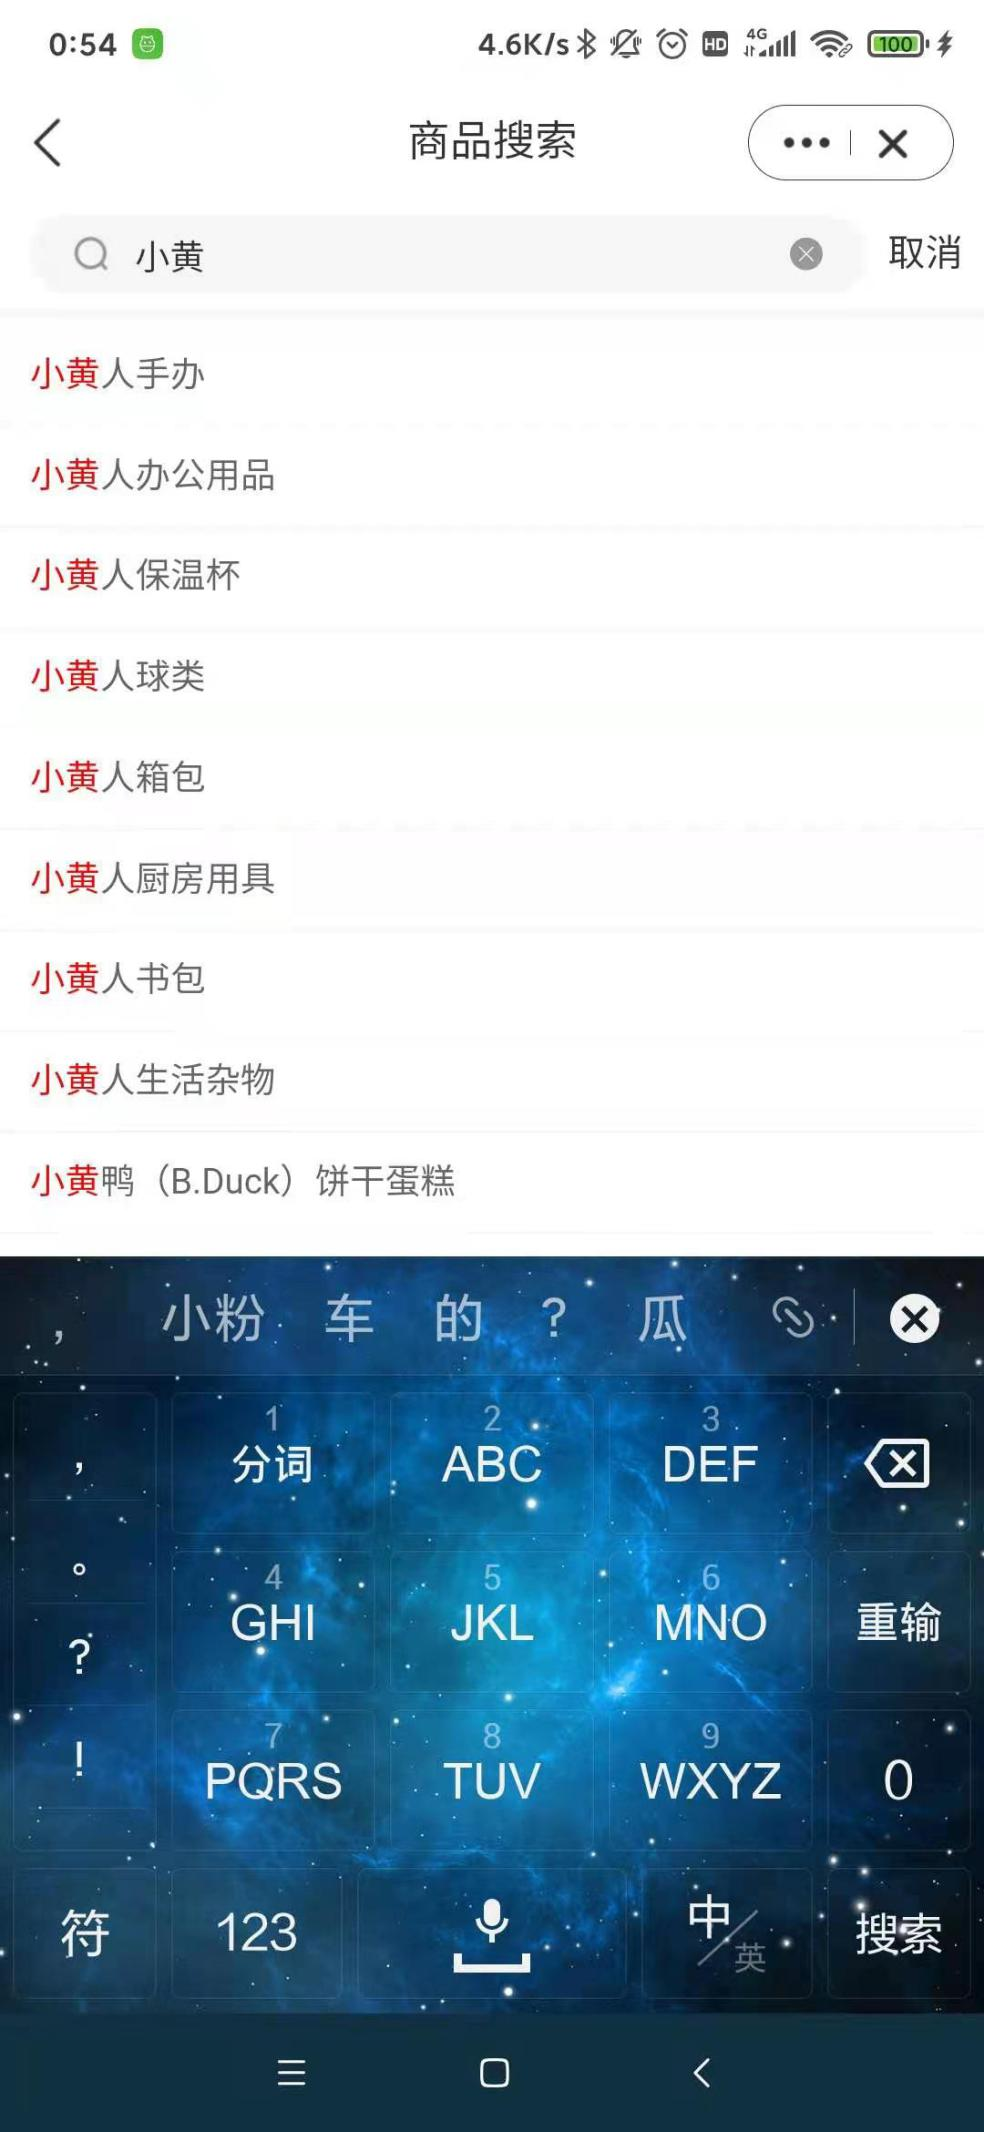 0:54 4.6K/s HD 4G 100
商品搜索
小黄 取消
小黄人手办
小黄人办公用品
小黄人保温杯
小黄人球类
小黄人箱包
小黄人厨房用具
小黄人书包
小黄人生活杂物
小黄鸭（B.Duck）饼干蛋糕
， 小粉 车 的 ？ 瓜
， 1 分词 2 ABC 3 DEF
。 4 GHI 5 JKL 6 MNO 重输
？
！ 7 PQRS 8 TUV 9 WXYZ 0
符 123 中/英 搜索